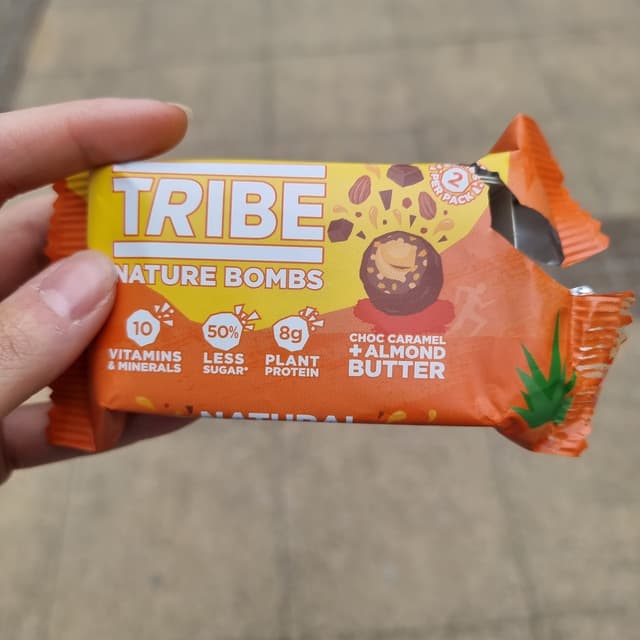 TRIBE
NATURE BOMBS
2
PER PACK
10
VITAMINS
& MINERALS
50%
LESS
SUGAR*
8g
PLANT
PROTEIN
CHOC CARAMEL
+ ALMOND
BUTTER
NATURAL